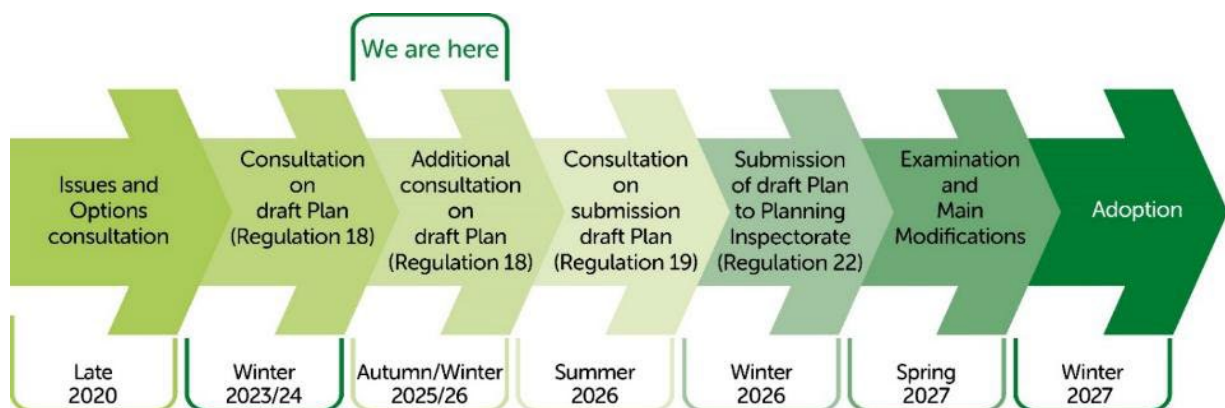 We are here
Issues and
Options
consultation
Consultation
on
draft Plan
(Regulation 18)
Additional
consultation
on
draft Plan
(Regulation 18)
Consultation
on
submission
draft Plan
(Regulation 19)
Submission
of draft Plan
to Planning
Inspectorate
(Regulation 22)
Examination
and
Main
Modifications
Adoption
Late
2020
Winter
2023/24
Autumn/Winter
2025/26
Summer
2026
Winter
2026
Spring
2027
Winter
2027